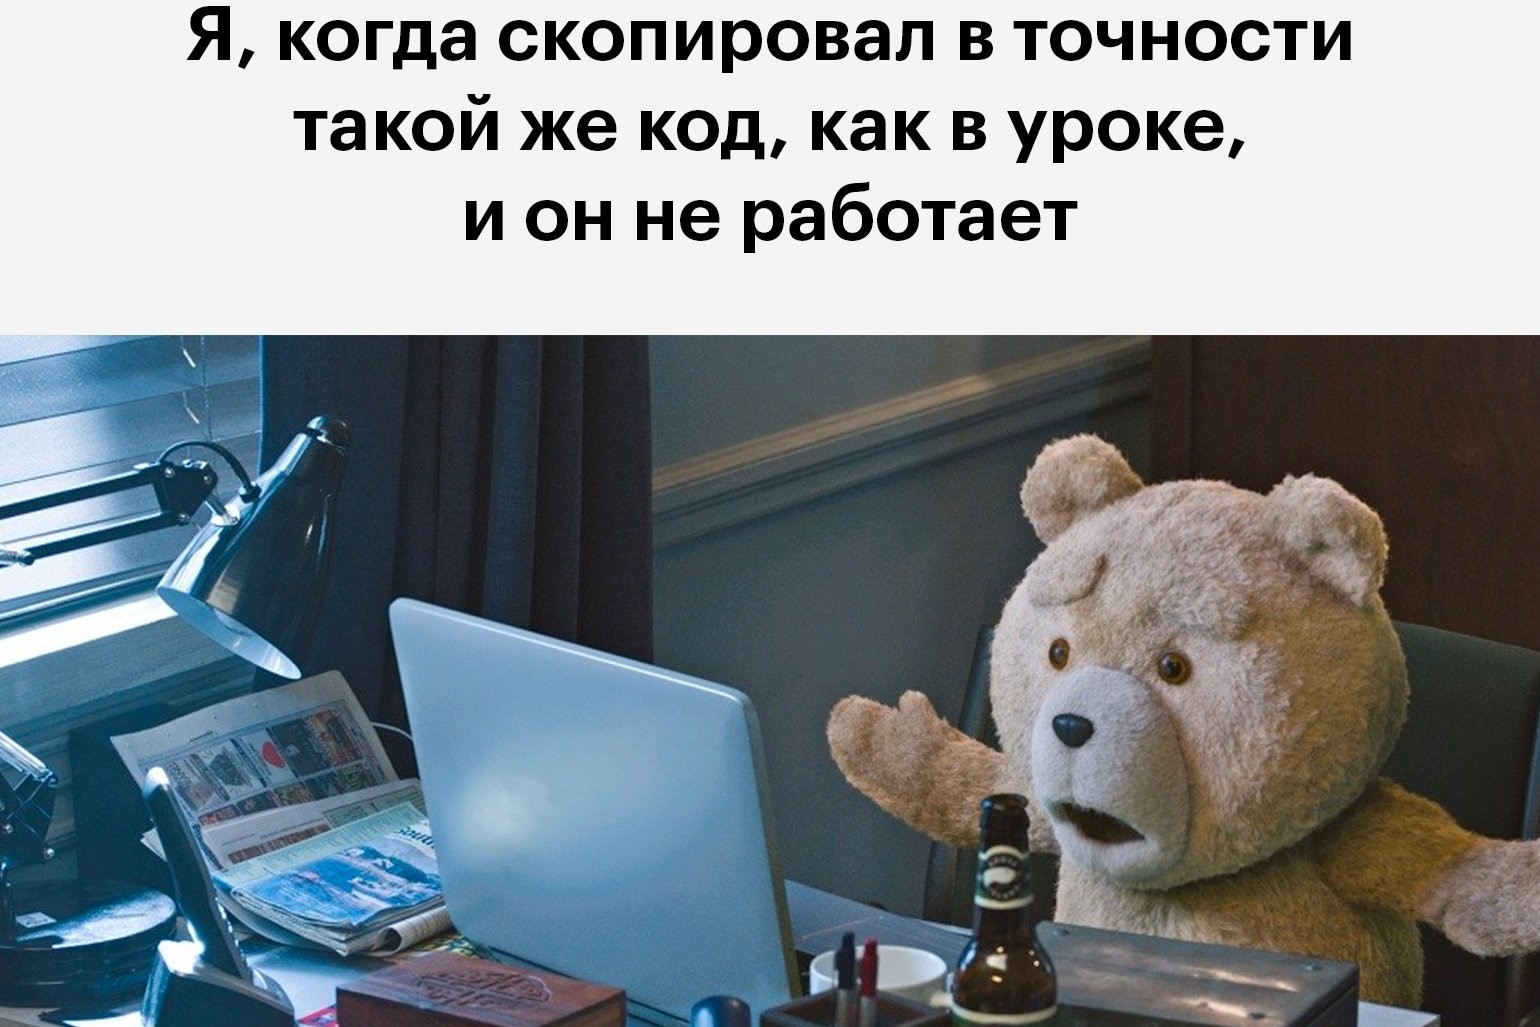 Я, когда скопировал в точности
такой же код, как в уроке,
и он не работает